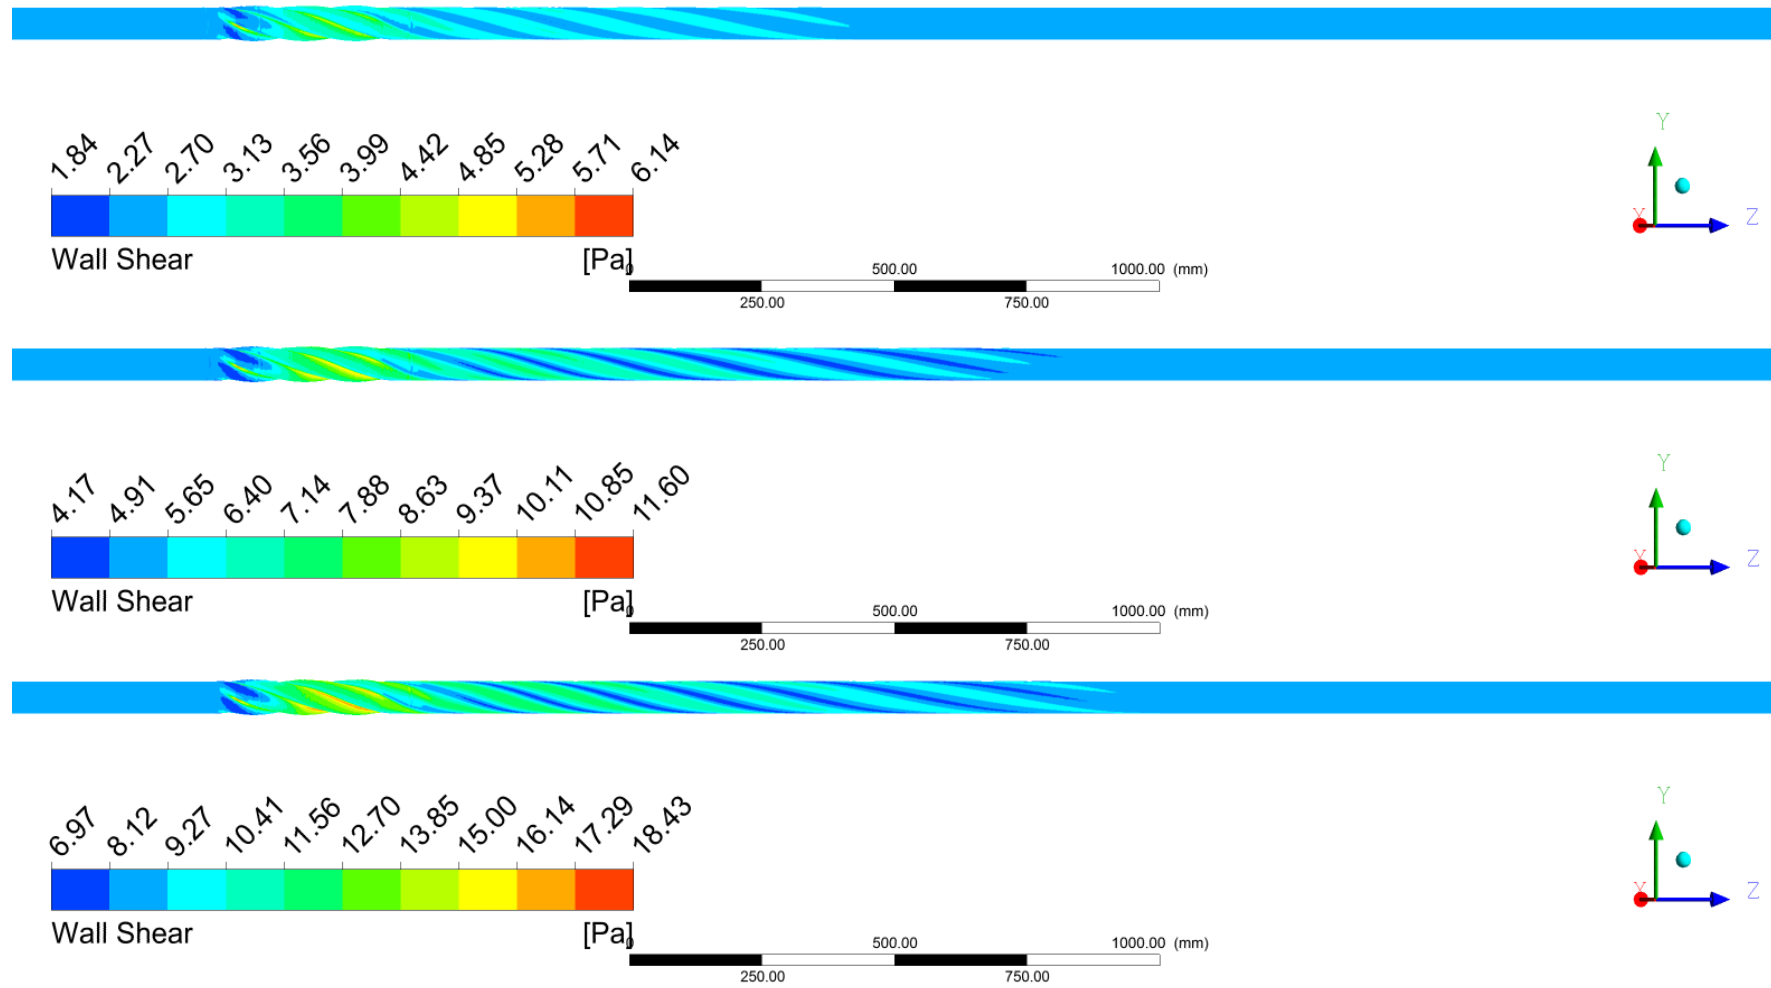 1.84 2.27 2.70 3.13 3.56 3.99 4.42 4.85 5.28 5.71 6.14
Y
Wall Shear [Pa]
X Z
0 500.00 1000.00 (mm)
250.00 750.00
4.17 4.91 5.65 6.40 7.14 7.88 8.63 9.37 10.11 10.85 11.60
Y
Wall Shear [Pa]
X Z
0 500.00 1000.00 (mm)
250.00 750.00
6.97 8.12 9.27 10.41 11.56 12.70 13.85 15.00 16.14 17.29 18.43
Y
Wall Shear [Pa]
X Z
0 500.00 1000.00 (mm)
250.00 750.00